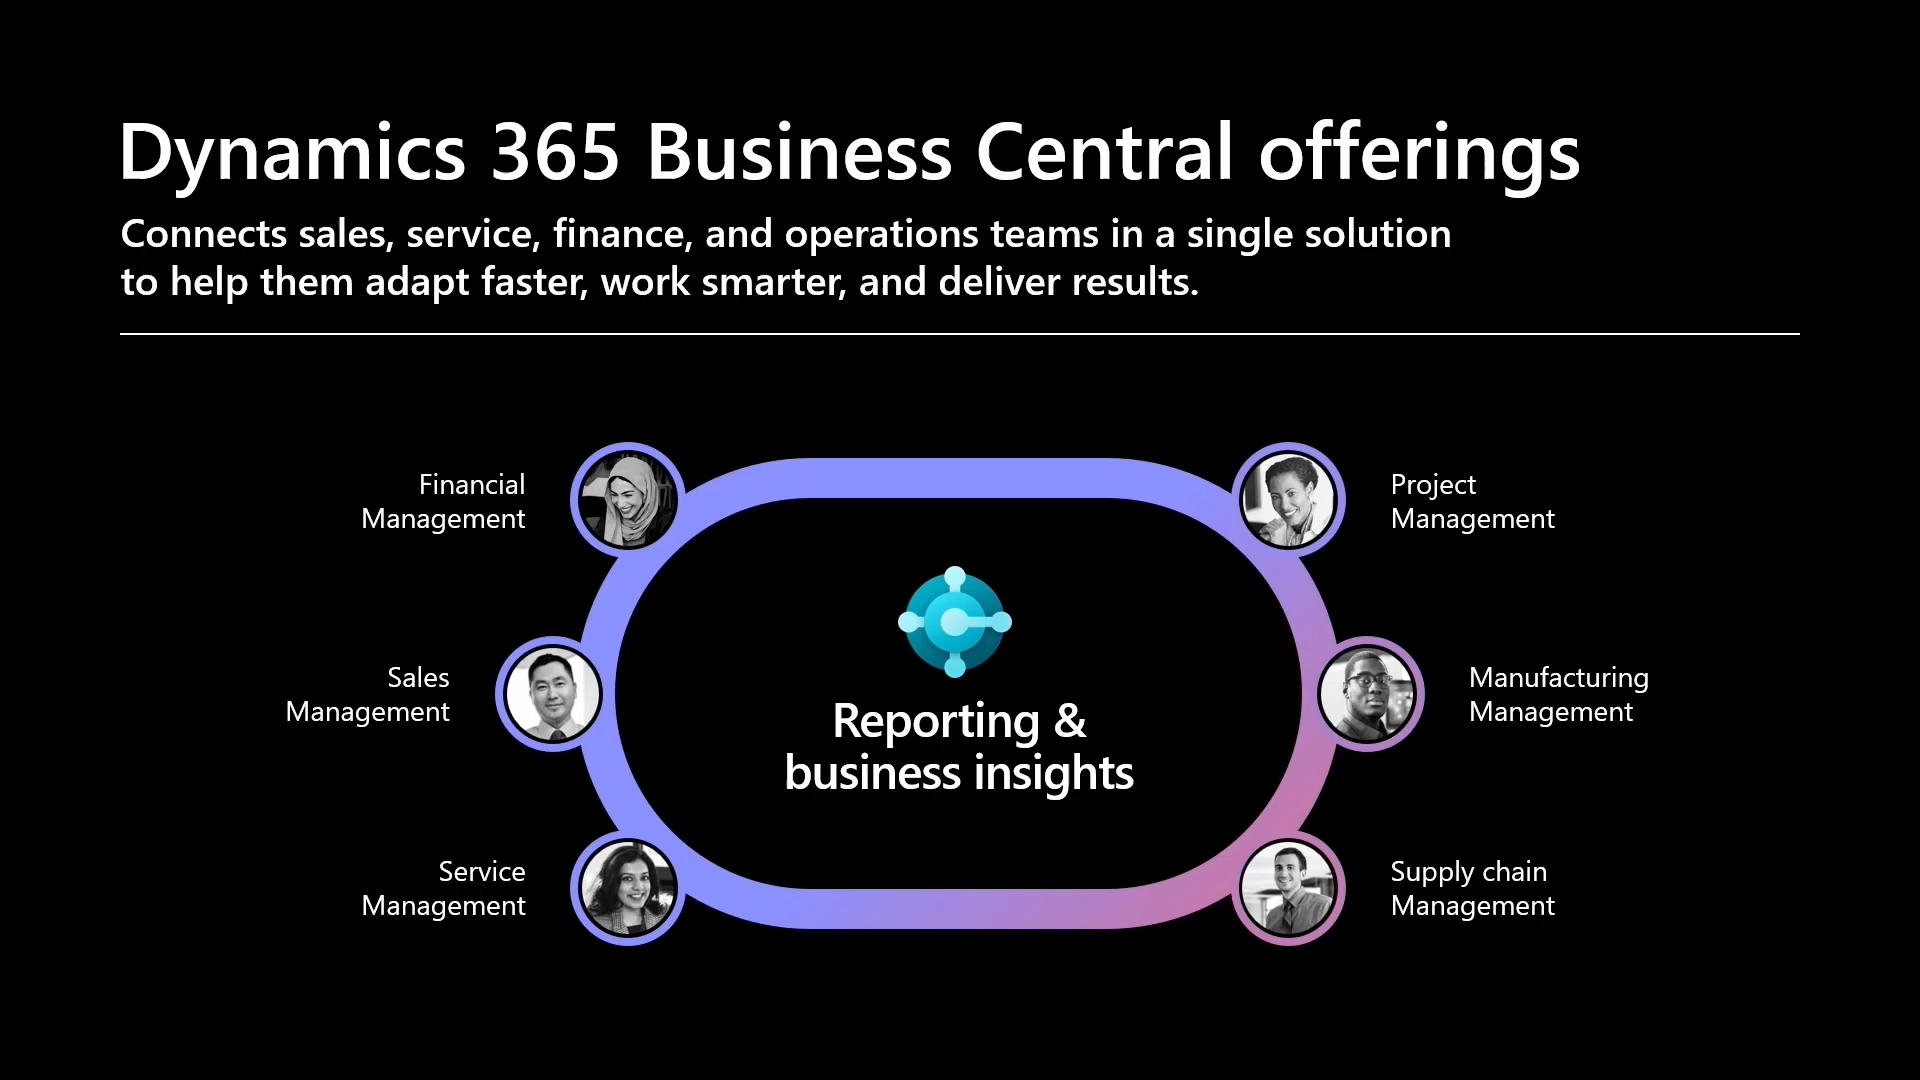 Dynamics 365 Business Central offerings
Connects sales, service, finance, and operations teams in a single solution
to help them adapt faster, work smarter, and deliver results.
Financial
Management
Project
Management
Sales
Management
Reporting &
business insights
Manufacturing
Management
Service
Management
Supply chain
Management